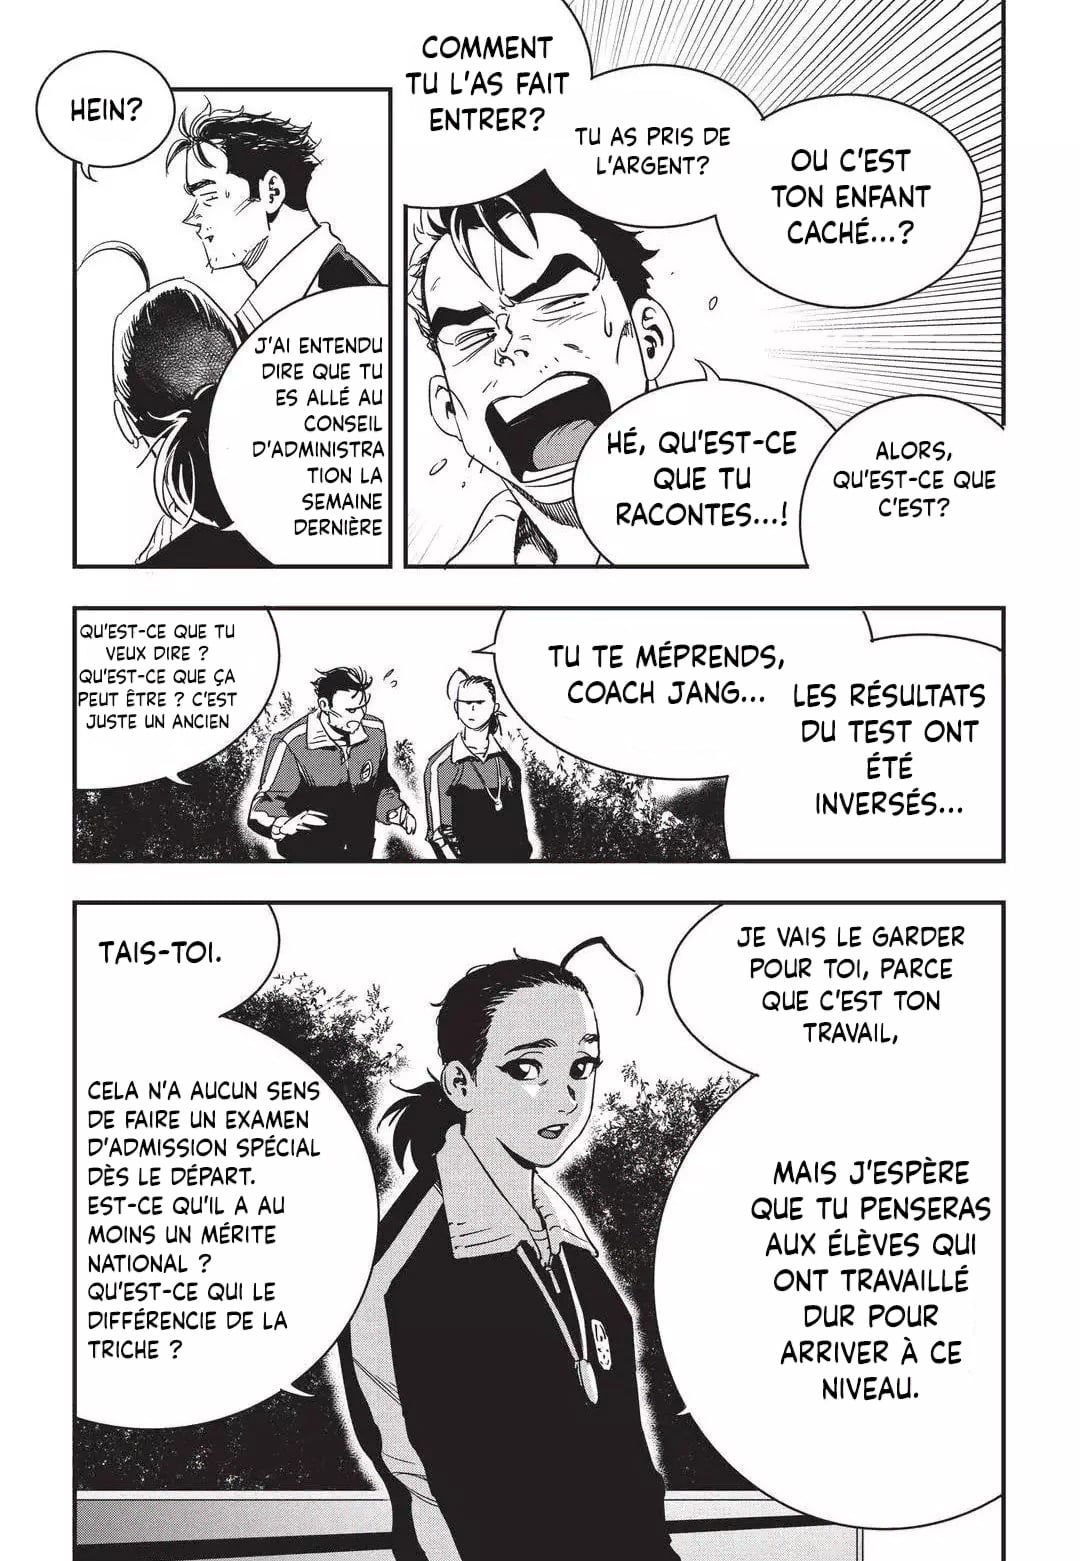 HEIN?
J'AI ENTENDU
DIRE QUE TU
ES ALLÉ AU
CONSEIL
D'ADMINISTRA
TION LA
SEMAINE
DERNIÈRE
COMMENT
TU L'AS FAIT
ENTRER?
TU AS PRIS DE
L'ARGENT?
OU C'EST
TON ENFANT
CACHÉ...?
HÉ, QU'EST-CE
QUE TU
RACONTES...!
ALORS,
QU'EST-CE QUE
C'EST?
QU'EST-CE QUE TU
VEUX DIRE ?
QU'EST-CE QUE ÇA
PEUT ÊTRE ? C'EST
JUSTE UN ANCIEN
TU TE MÉPRENDS,
COACH JANG...
LES RÉSULTATS
DU TEST ONT
ÉTÉ
INVERSÉS...
TAIS-TOI.
CELA N'A AUCUN SENS
DE FAIRE UN EXAMEN
D'ADMISSION SPÉCIAL
DÈS LE DÉPART.
EST-CE QU'IL A AU
MOINS UN MÉRITE
NATIONAL ?
QU'EST-CE QUI LE
DIFFÉRENCIE DE LA
TRICHE ?
JE VAIS LE GARDER
POUR TOI, PARCE
QUE C'EST TON
TRAVAIL,
MAIS J'ESPÈRE
QUE TU PENSERAS
AUX ÉLÈVES QUI
ONT TRAVAILLÉ
DUR POUR
ARRIVER À CE
NIVEAU.